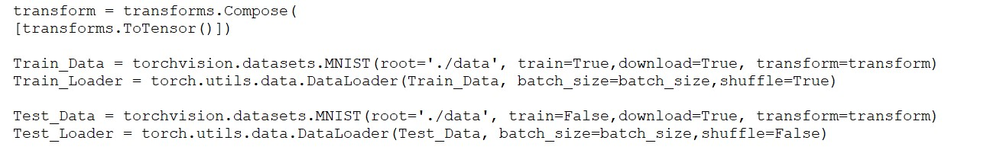 transform = transforms.Compose(
[transforms.ToTensor()])
Train_Data = torchvision.datasets.MNIST(root='./data', train=True,download=True, transform=transform)
Train_Loader = torch.utils.data.DataLoader(Train_Data, batch_size=batch_size,shuffle=True)
Test_Data = torchvision.datasets.MNIST(root='./data', train=False,download=True, transform=transform)
Test_Loader = torch.utils.data.DataLoader(Test_Data, batch_size=batch_size,shuffle=False)